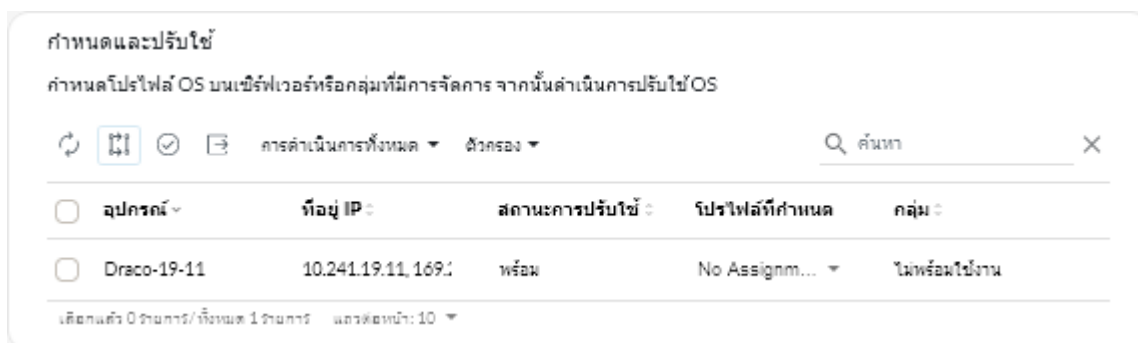 กำหนดและปรับใช้
กำหนดโปรไฟล์ OS บนเซิร์ฟเวอร์หรือกลุ่มที่มีการจัดการ จากนั้นดำเนินการปรับใช้ OS
การดำเนินการทั้งหมด ตัวกรอง ค้นหา
อุปกรณ์ ที่อยู่ IP สถานะการปรับใช้ โปรไฟล์ที่กำหนด กลุ่ม
Draco-19-11 10.241.19.11, 169.: พร้อม No Assignm... ไม่พร้อมใช้งาน
เลือกแล้ว 0 รายการ/ ทั้งหมด 1 รายการ แถวต่อหน้า: 10